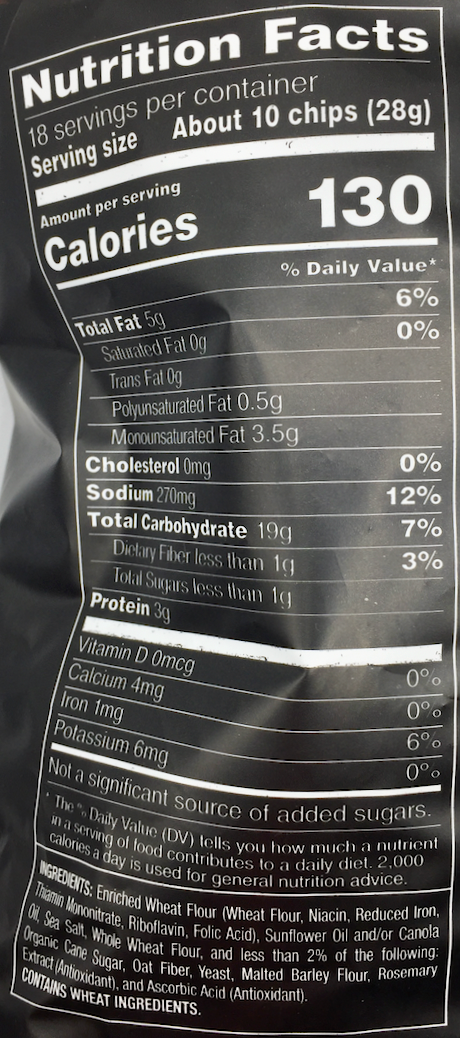 Nutrition Facts
18 servings per container
Serving size About 10 chips (28g)
Amount per serving
Calories 130
% Daily Value*
Total Fat 5g 6%
Saturated Fat 0g 0%
Trans Fat 0g
Polyunsaturated Fat 0.5g
Monounsaturated Fat 3.5g
Cholesterol 0mg 0%
Sodium 270mg 12%
Total Carbohydrate 19g 7%
Dietary Fiber less than 1g 3%
Total Sugars less than 1g
Protein 3g
Vitamin D 0mcg 0%
Calcium 4mg 0%
Iron 1mg 6%
Potassium 6mg 0%
Not a significant source of added sugars.
* The % Daily Value (DV) tells you how much a nutrient
in a serving of food contributes to a daily diet. 2,000
calories a day is used for general nutrition advice.
INGREDIENTS: Enriched Wheat Flour (Wheat Flour, Niacin, Reduced Iron,
Thiamin Mononitrate, Riboflavin, Folic Acid), Sunflower Oil and/or Canola
Oil, Sea Salt, Whole Wheat Flour, and less than 2% of the following:
Organic Cane Sugar, Oat Fiber, Yeast, Malted Barley Flour, Rosemary
Extract (Antioxidant), and Ascorbic Acid (Antioxidant).
CONTAINS WHEAT INGREDIENTS.